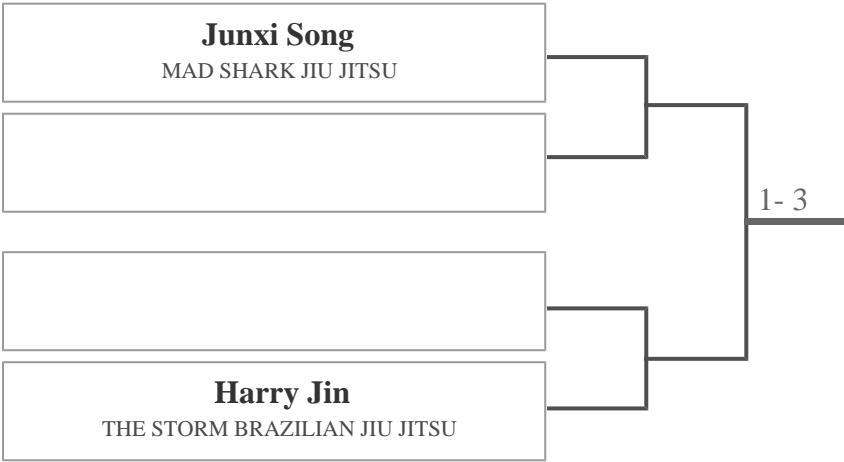 Junxi Song
MAD SHARK JIU JITSU
1- 3
Harry Jin
THE STORM BRAZILIAN JIU JITSU